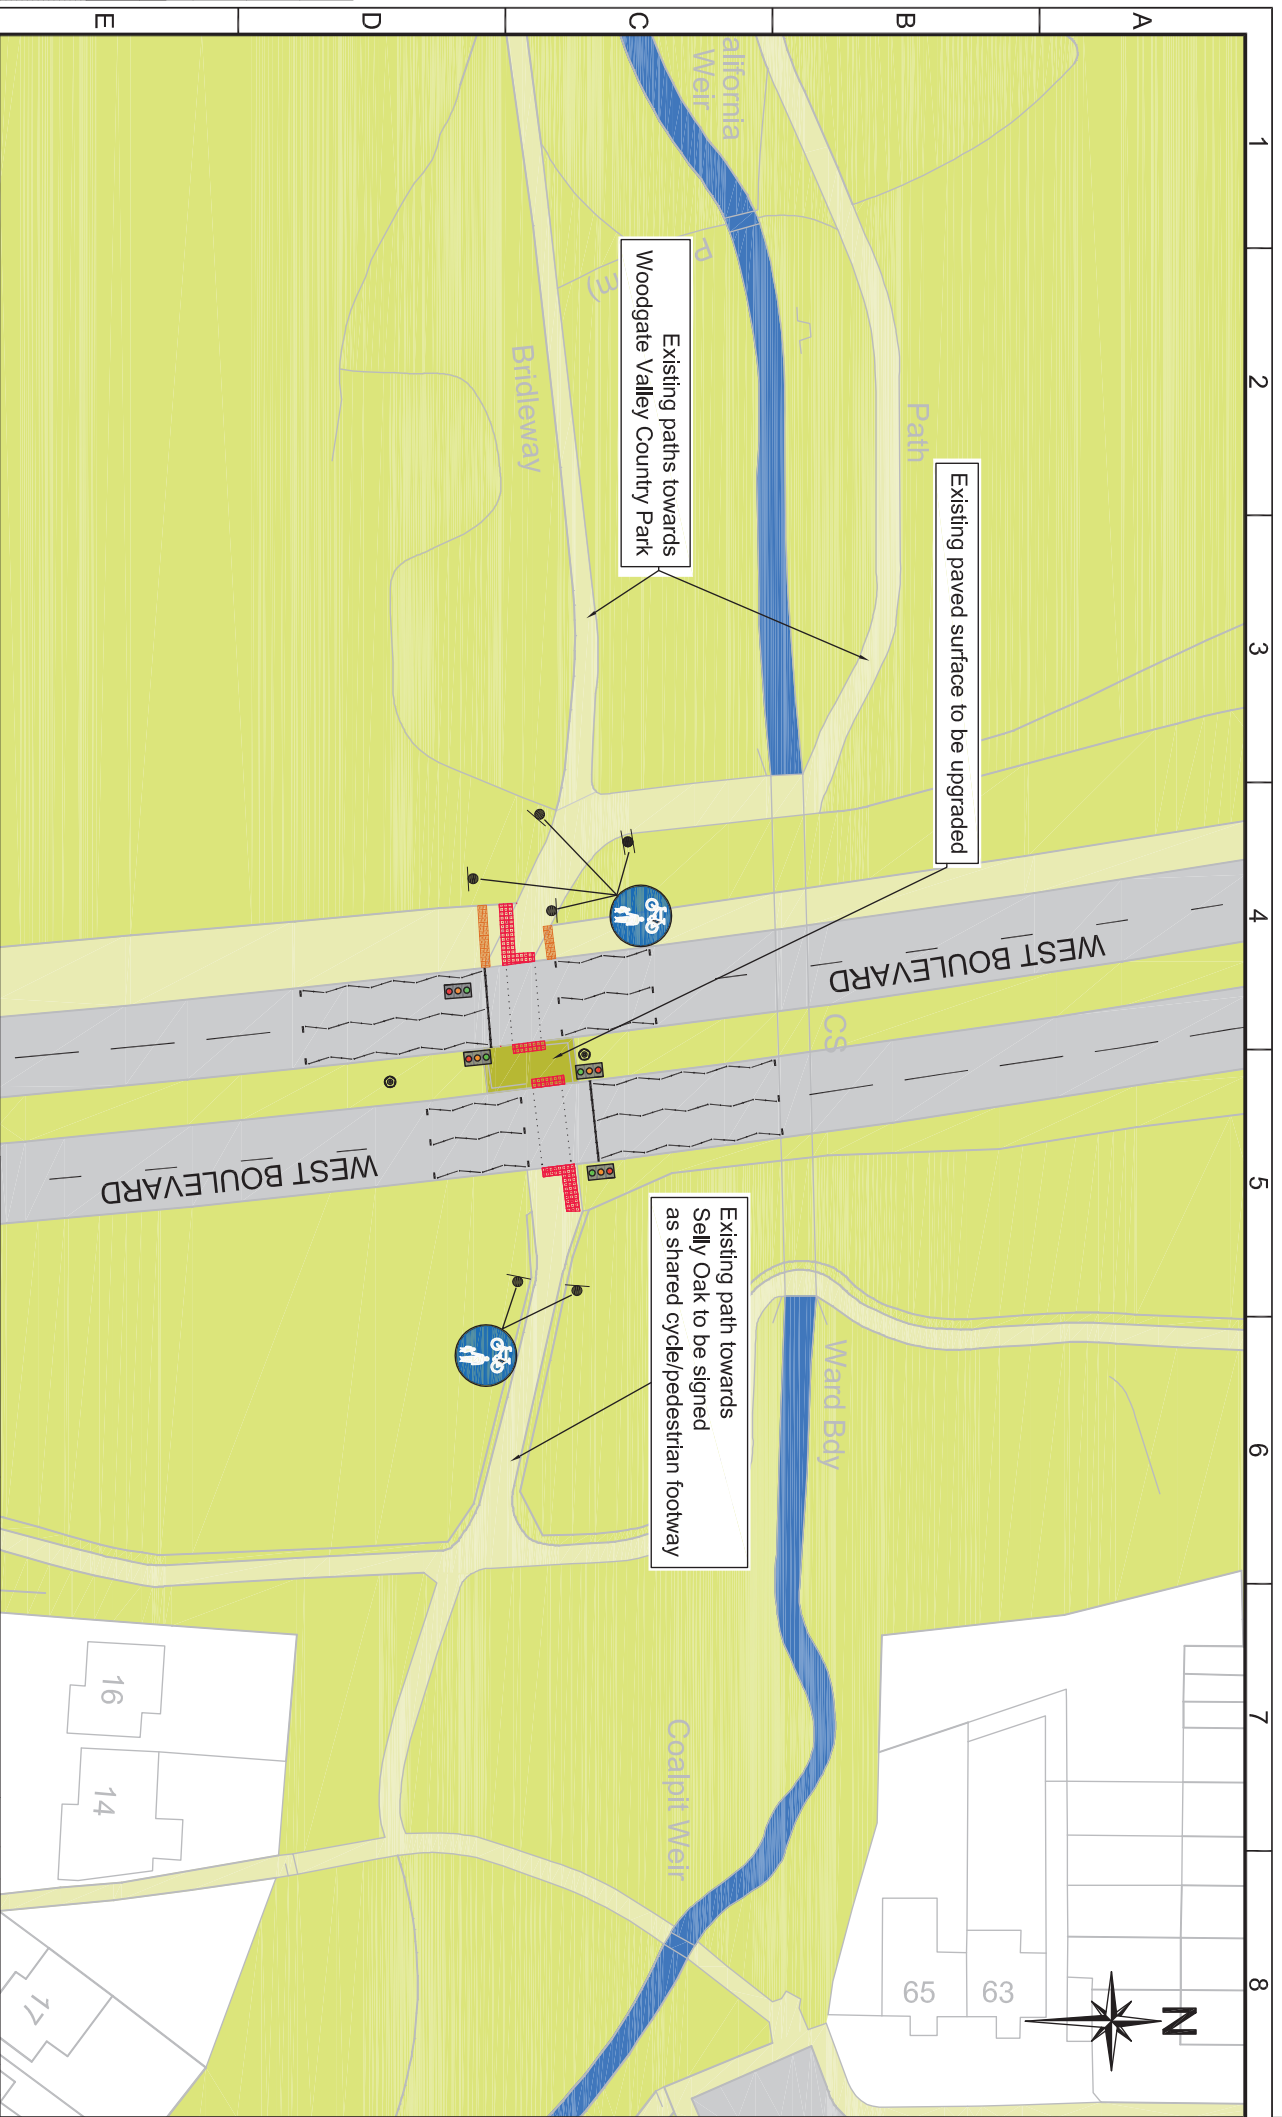 1
2
3
4
5
6
7
8
A
B
C
D
E
N
alifornia
Weir
Path
Existing paved surface to be upgraded
Existing paths towards
Woodgate Valley Country Park
Bridleway
WEST BOULEVARD
CS
WEST BOULEVARD
Existing path towards
Selly Oak to be signed
as shared cycle/pedestrian footway
Ward Bdy
Coalpit Weir
65
63
16
14
17